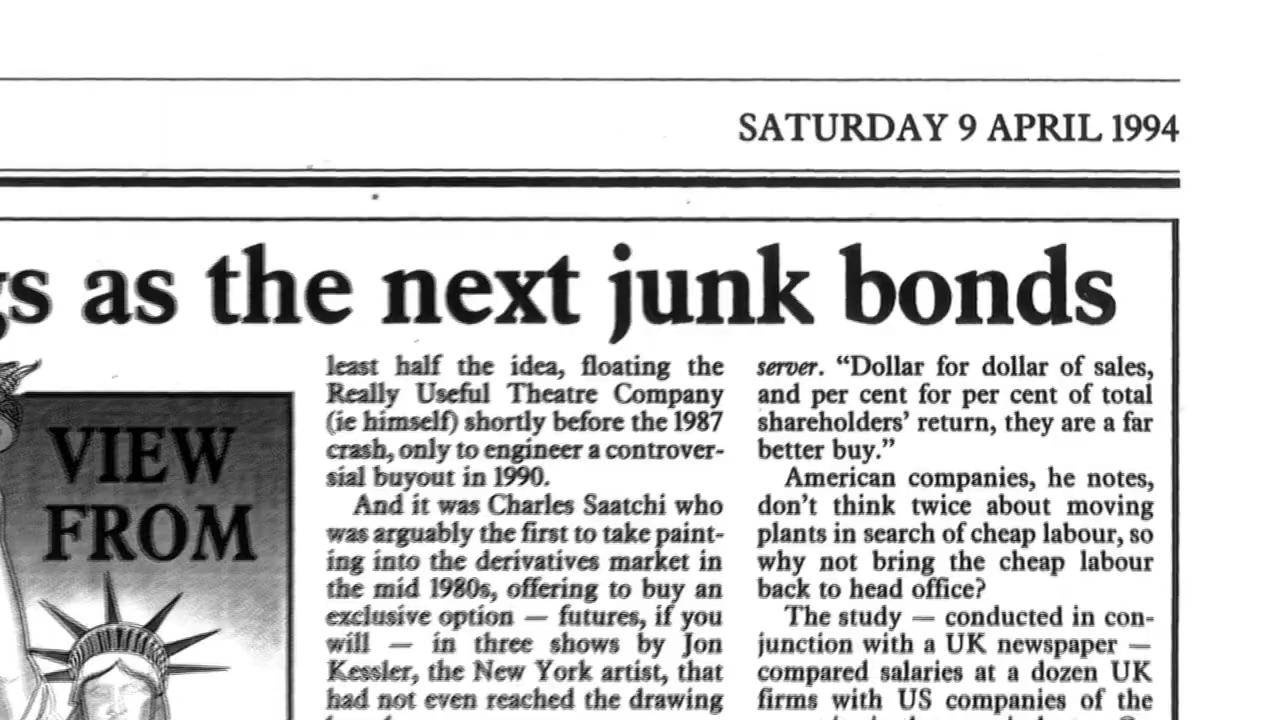 SATURDAY 9 APRIL 1994
as the next junk bonds
VIEW
FROM
least half the idea, floating the
Really Useful Theatre Company
(ie himself) shortly before the 1987
crash, only to engineer a controver-
sial buyout in 1990.
And it was Charles Saatchi who
was arguably the first to take paint-
ing into the derivatives market in
the mid 1980s, offering to buy an
exclusive option — futures, if you
will — in three shows by Jon
Kessler, the New York artist, that
had not even reached the drawing
server. “Dollar for dollar of sales,
and per cent for per cent of total
shareholders’ return, they are a far
better buy.”
American companies, he notes,
don’t think twice about moving
plants in search of cheap labour, so
why not bring the cheap labour
back to head office?
The study — conducted in con-
junction with a UK newspaper —
compared salaries at a dozen UK
firms with US companies of the